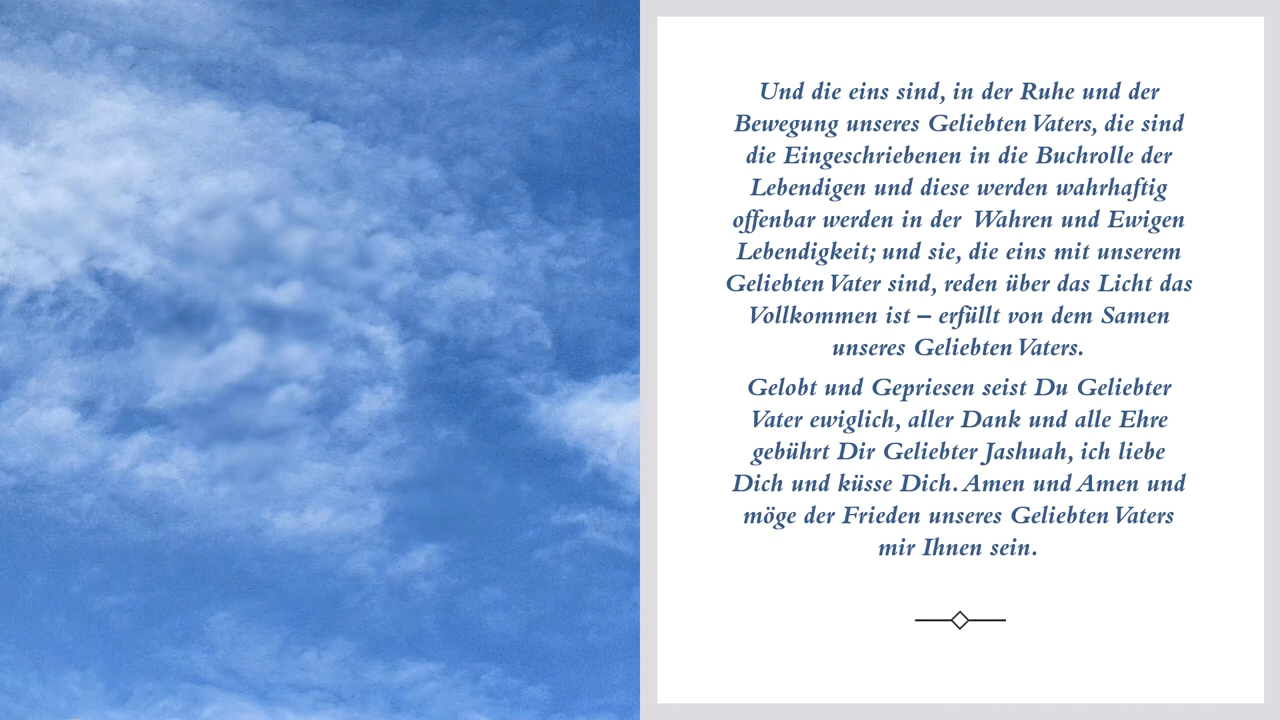 Und die eins sind, in der Ruhe und der
Bewegung unseres Geliebten Vaters, die sind
die Eingeschriebenen in die Buchrolle der
Lebendigen und diese werden wahrhaftig
offenbar werden in der Wahren und Ewigen
Lebendigkeit; und sie, die eins mit unserem
Geliebten Vater sind, reden über das Licht das
Vollkommen ist – erfüllt von dem Samen
unseres Geliebten Vaters.
Gelobt und Gepriesen seist Du Geliebter
Vater ewiglich, aller Dank und alle Ehre
gebührt Dir Geliebter Jashuah, ich liebe
Dich und küsse Dich. Amen und Amen und
möge der Frieden unseres Geliebten Vaters
mir Ihnen sein.